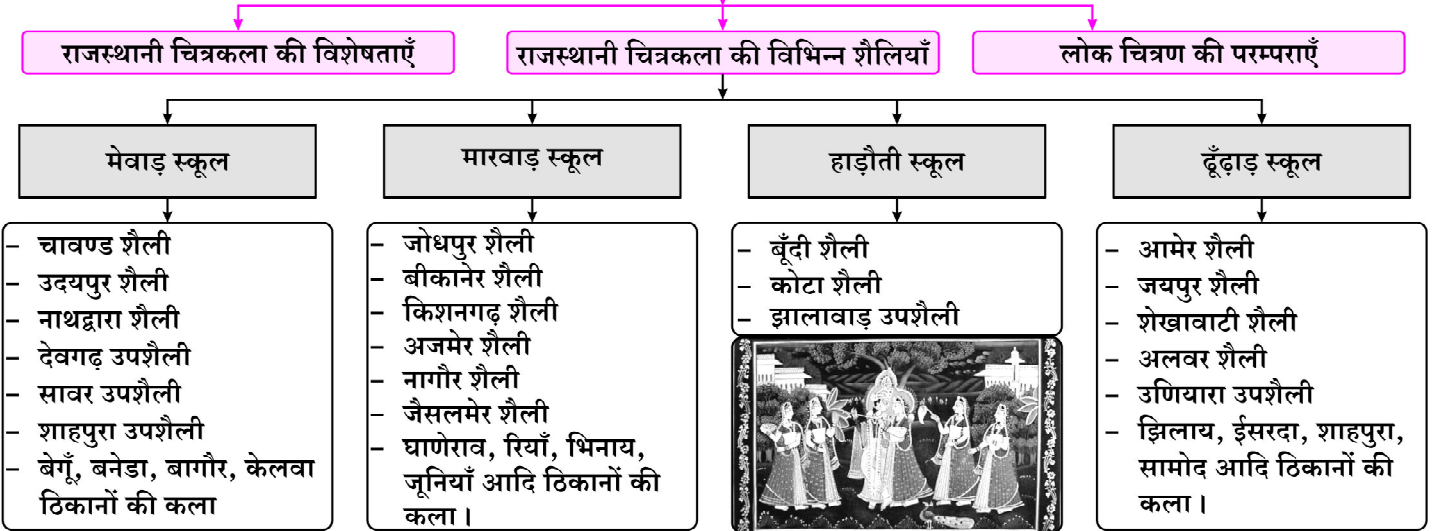 राजस्थानी चित्रकला की विशेषताएँ
राजस्थानी चित्रकला की विभिन्न शैलियाँ
लोक चित्रण की परम्पराएँ
मेवाड़ स्कूल
मारवाड़ स्कूल
हाड़ौती स्कूल
ढूँढ़ाड़ स्कूल
– चावण्ड शैली
– उदयपुर शैली
– नाथद्वारा शैली
– देवगढ़ उपशैली
– सावर उपशैली
– शाहपुरा उपशैली
– बेगूँ, बनेडा, बागौर, केलवा
ठिकानों की कला
– जोधपुर शैली
– बीकानेर शैली
– किशनगढ़ शैली
– अजमेर शैली
– नागौर शैली
– जैसलमेर शैली
– घाणेराव, रियाँ, भिनाय,
जूनियाँ आदि ठिकानों की
कला।
– बूँदी शैली
– कोटा शैली
– झालावाड़ उपशैली
– आमेर शैली
– जयपुर शैली
– शेखावाटी शैली
– अलवर शैली
– उणियारा उपशैली
– झिलाय, ईसरदा, शाहपुरा,
सामोद आदि ठिकानों की
कला।